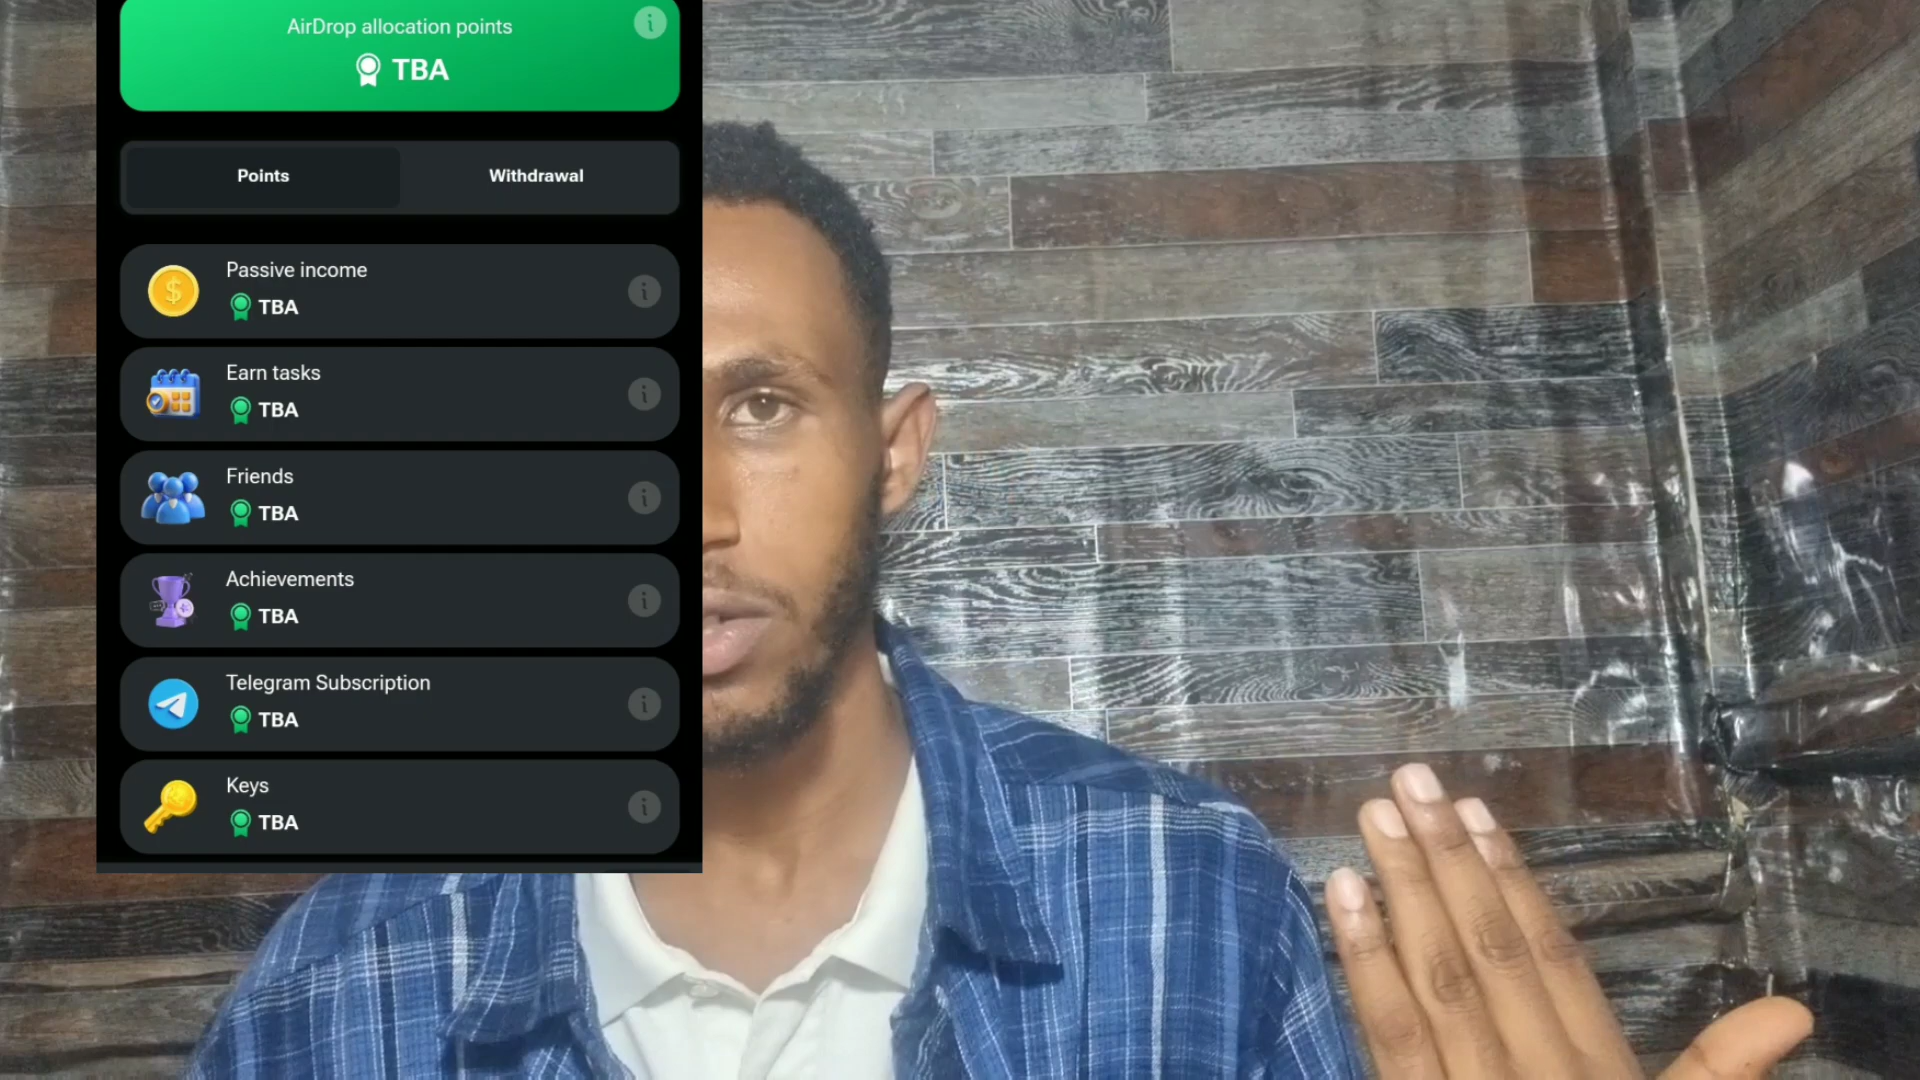 AirDrop allocation points
TBA
Points
Withdrawal
Passive income
TBA
Earn tasks
TBA
Friends
TBA
Achievements
TBA
Telegram Subscription
TBA
Keys
TBA